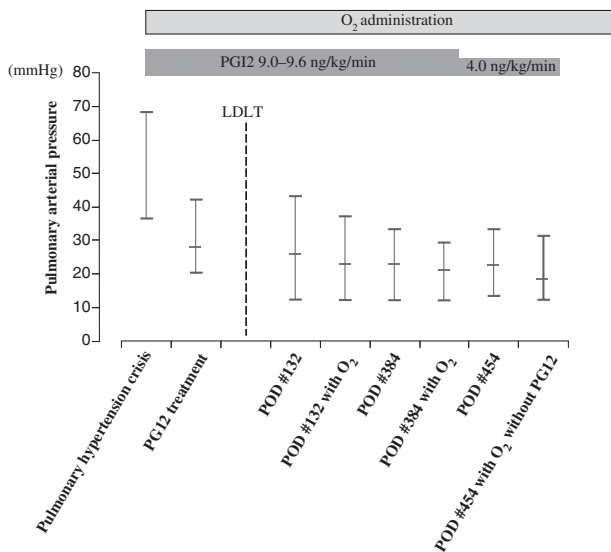 O₂ administration
PGI2 9.0–9.6 ng/kg/min
4.0 ng/kg/min
(mmHg)
80
70
60
50
40
30
20
10
0
Pulmonary arterial pressure
LDLT
Pulmonary hypertension crisis
PG12 treatment
POD #132
POD #132 with O₂
POD #384
POD #384 with O₂
POD #454
POD #454 with O₂ without PG12